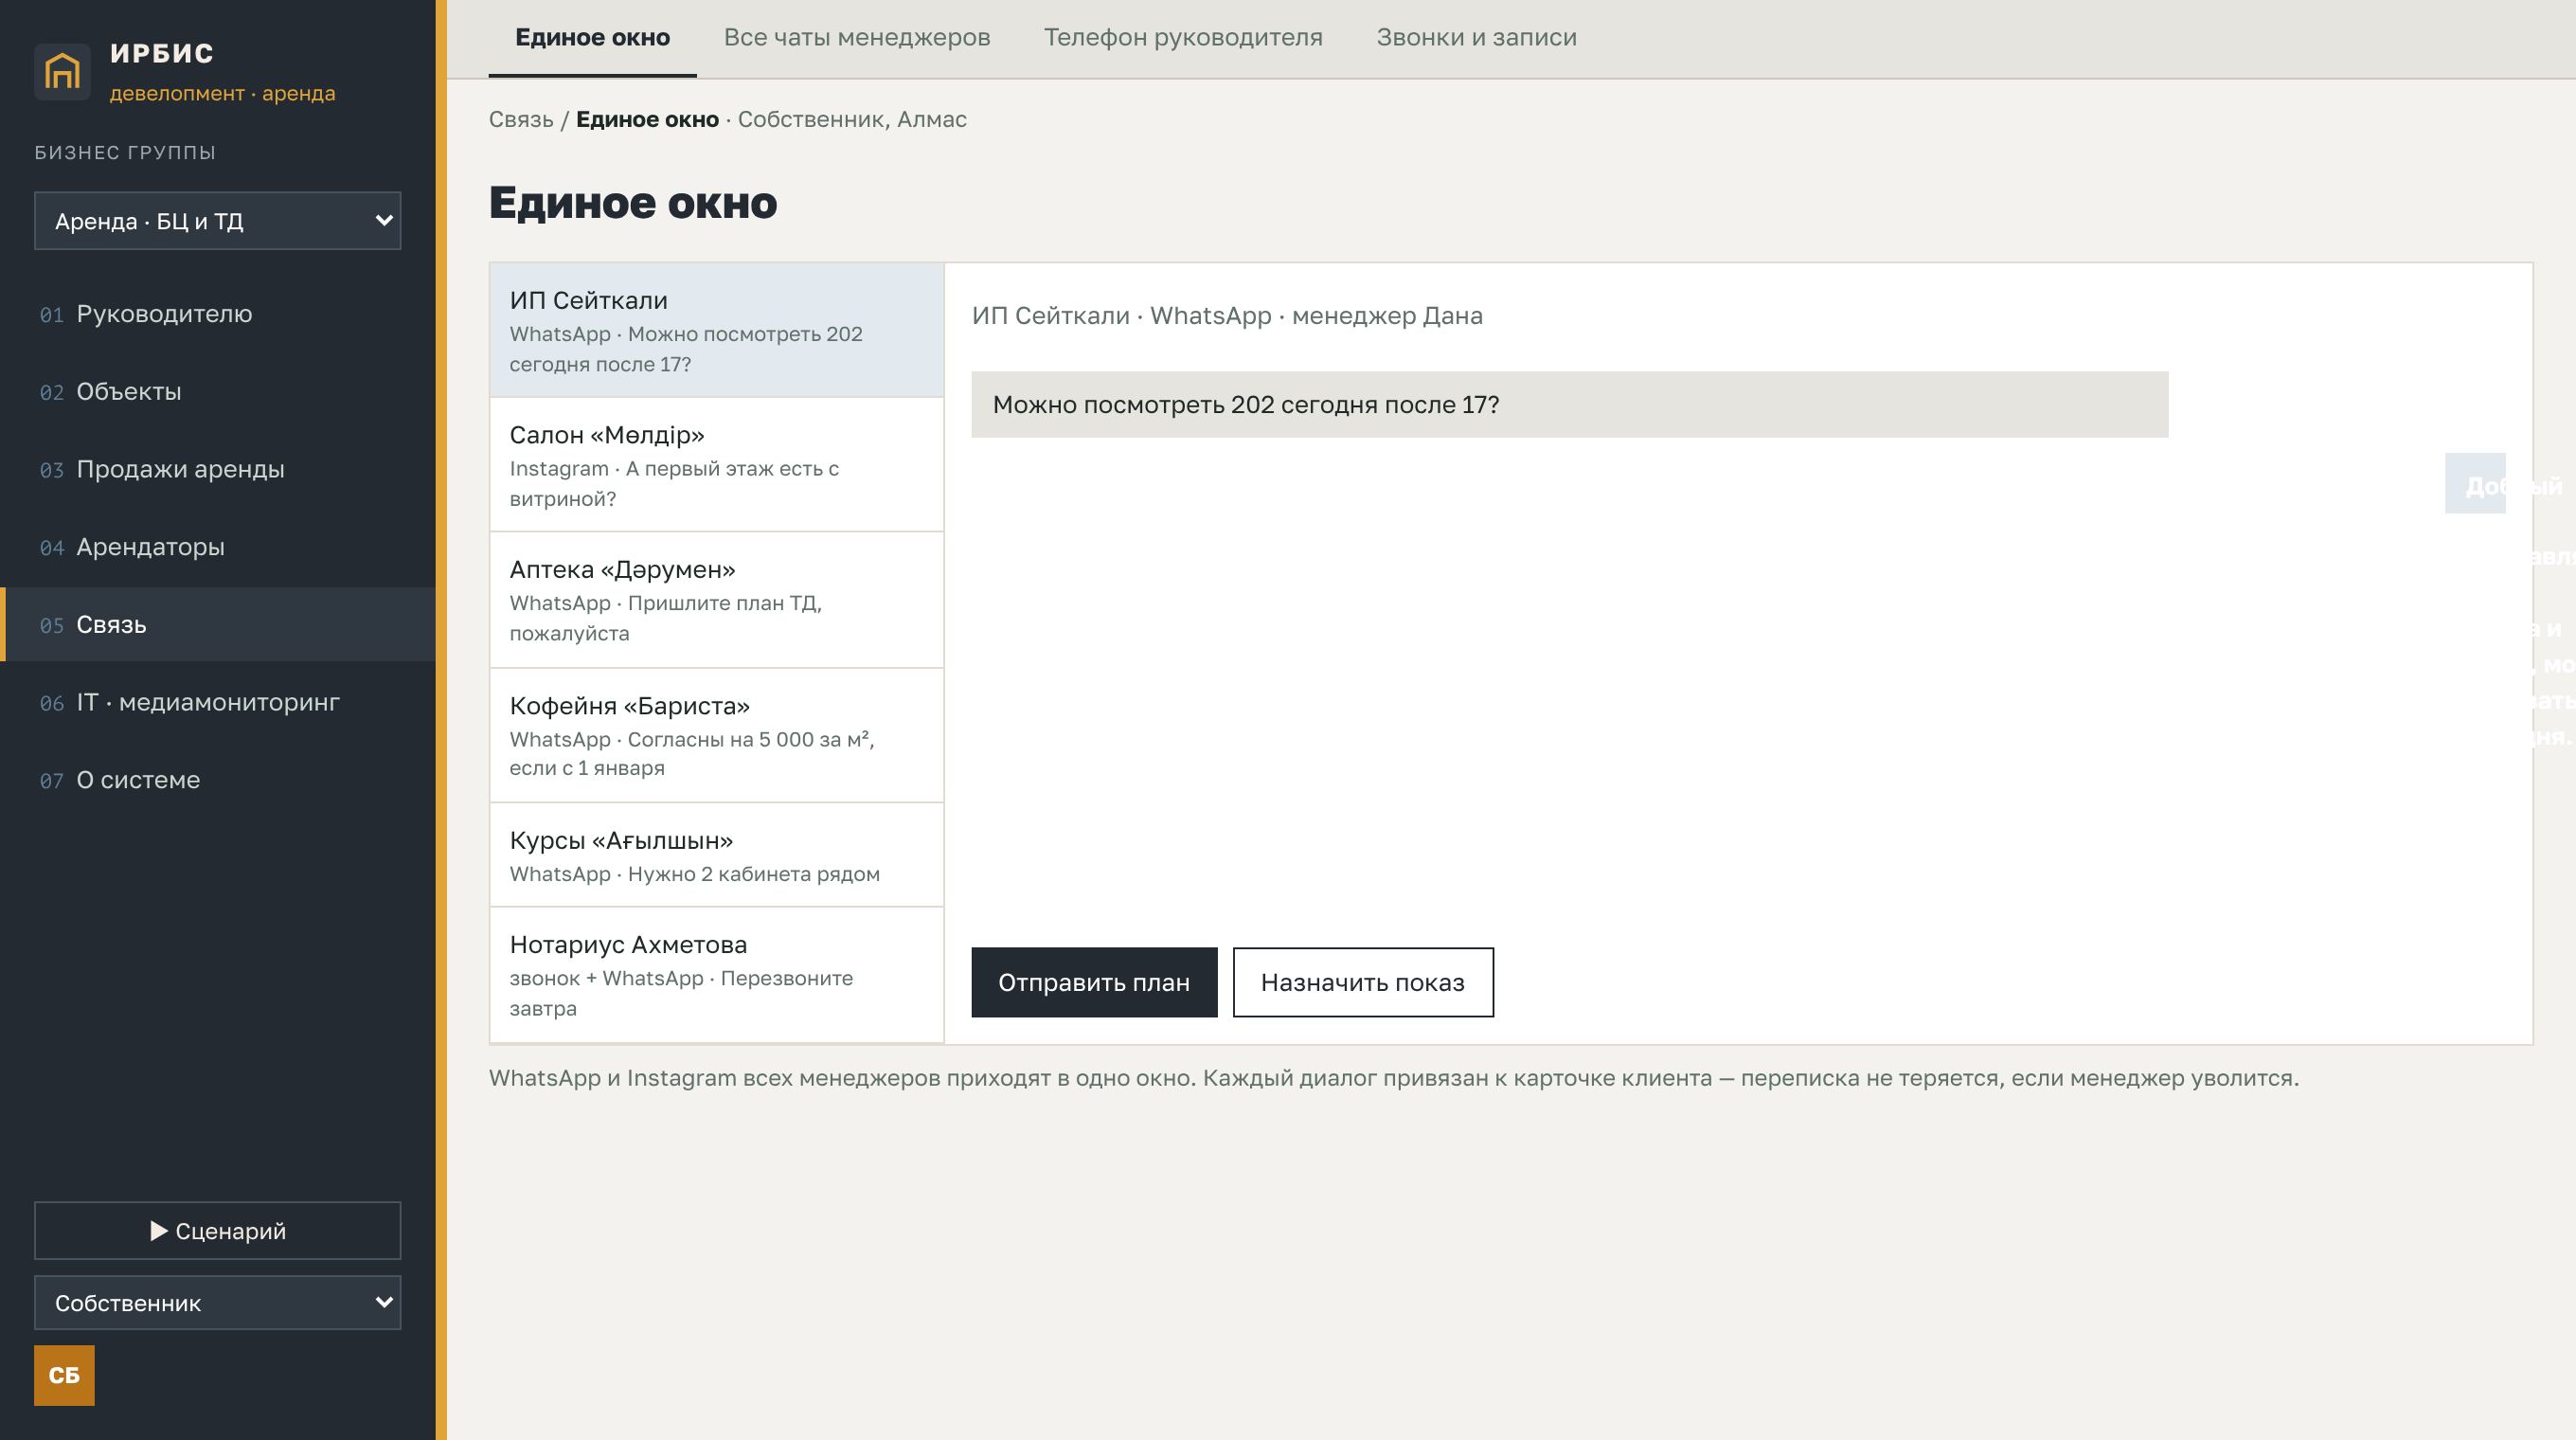 ИРБИС
девелопмент · аренда
БИЗНЕС ГРУППЫ
Аренда · БЦ и ТД
01 Руководителю
02 Объекты
03 Продажи аренды
04 Арендаторы
05 Связь
06 IT · медиамониторинг
07 О системе
▶ Сценарий
Собственник
СБ
Единое окно
Все чаты менеджеров
Телефон руководителя
Звонки и записи
Связь / Единое окно · Собственник, Алмас
Единое окно
ИП Сейткали
WhatsApp · Можно посмотреть 202
сегодня после 17?
Салон «Мөлдір»
Instagram · А первый этаж есть с
витриной?
Аптека «Дәрумен»
WhatsApp · Пришлите план ТД,
пожалуйста
Кофейня «Бариста»
WhatsApp · Согласны на 5 000 за м²,
если с 1 января
Курсы «Ағылшын»
WhatsApp · Нужно 2 кабинета рядом
Нотариус Ахметова
звонок + WhatsApp · Перезвоните
завтра
ИП Сейткали · WhatsApp · менеджер Дана
Можно посмотреть 202 сегодня после 17?
Добрый
и
Отправить план
Назначить показ
WhatsApp и Instagram всех менеджеров приходят в одно окно. Каждый диалог привязан к карточке клиента — переписка не теряется, если менеджер уволится.